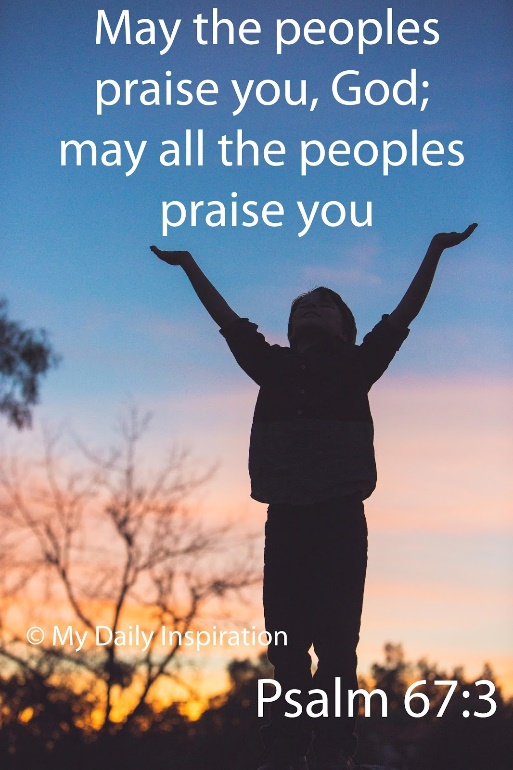 May the peoples
praise you, God;
may all the peoples
praise you
© My Daily Inspiration
Psalm 67:3